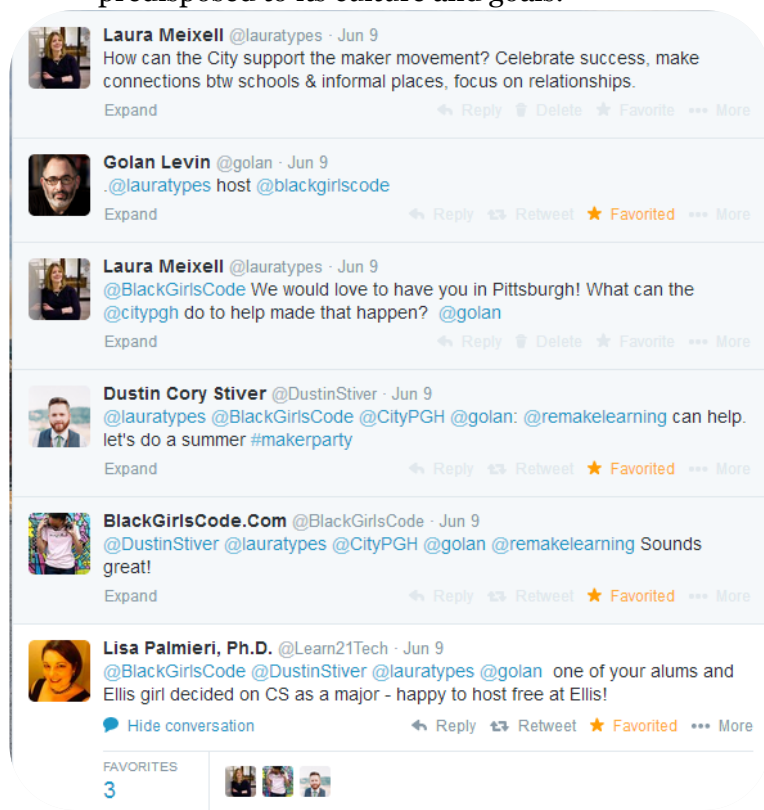 predisposed to its culture and goals.
Laura Meixell @lauratypes · Jun 9
How can the City support the maker movement? Celebrate success, make
connections btw schools & informal places, focus on relationships.
Expand Reply Delete Favorite More
Golan Levin @golan · Jun 9
.@lauratypes host @blackgirlscode
Expand Reply Retweet Favorited More
Laura Meixell @lauratypes · Jun 9
@BlackGirlsCode We would love to have you in Pittsburgh! What can the
@citypgh do to help made that happen? @golan
Expand Reply Delete Favorite More
Dustin Cory Stiver @DustinStiver · Jun 9
@lauratypes @BlackGirlsCode @CityPGH @golan: @remakelearning can help.
let's do a summer #makerparty
Expand Reply Retweet Favorited More
BlackGirlsCode.Com @BlackGirlsCode · Jun 9
@DustinStiver @lauratypes @CityPGH @golan @remakelearning Sounds
great!
Expand Reply Retweet Favorited More
Lisa Palmieri, Ph.D. @Learn21Tech · Jun 9
@BlackGirlsCode @DustinStiver @lauratypes @golan one of your alums and
Ellis girl decided on CS as a major - happy to host free at Ellis!
Hide conversation Reply Retweet Favorited More
FAVORITES
3